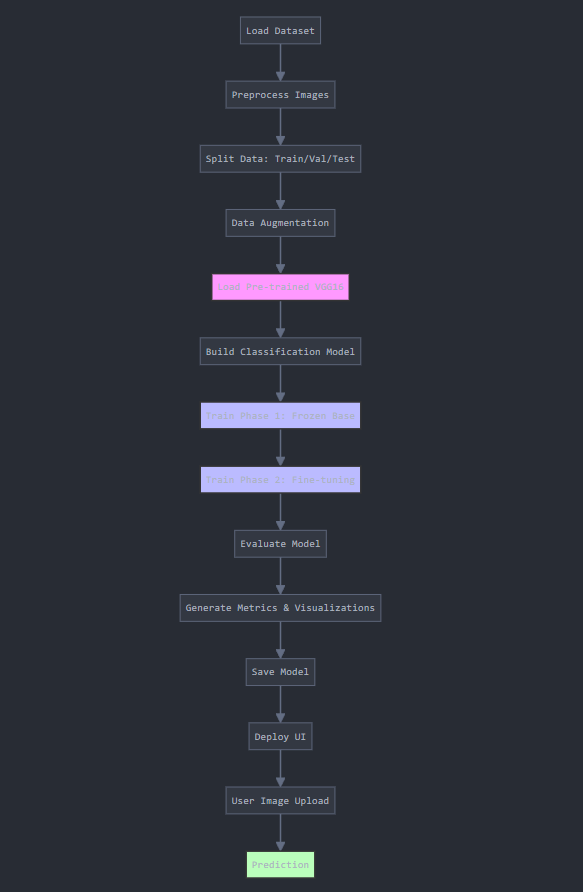 Load Dataset
Preprocess Images
Split Data: Train/Val/Test
Data Augmentation
Load Pre-trained VGG16
Build Classification Model
Train Phase 1: Frozen Base
Train Phase 2: Fine-tuning
Evaluate Model
Generate Metrics & Visualizations
Save Model
Deploy UI
User Image Upload
Prediction